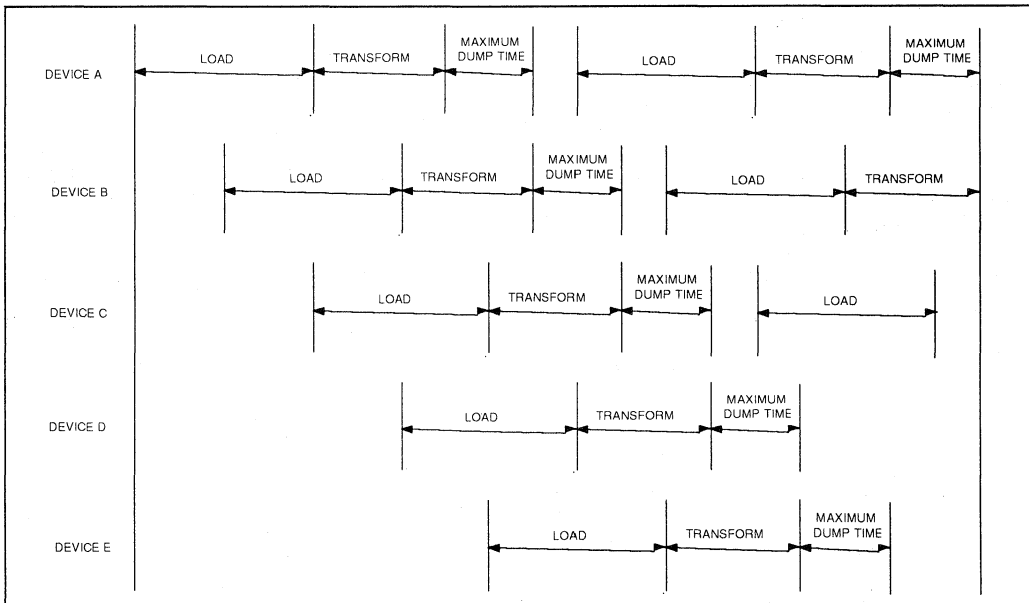 DEVICE A
LOAD
TRANSFORM
MAXIMUM
DUMP TIME
LOAD
TRANSFORM
MAXIMUM
DUMP TIME
DEVICE B
LOAD
TRANSFORM
MAXIMUM
DUMP TIME
LOAD
TRANSFORM
DEVICE C
LOAD
TRANSFORM
MAXIMUM
DUMP TIME
LOAD
DEVICE D
LOAD
TRANSFORM
MAXIMUM
DUMP TIME
DEVICE E
LOAD
TRANSFORM
MAXIMUM
DUMP TIME